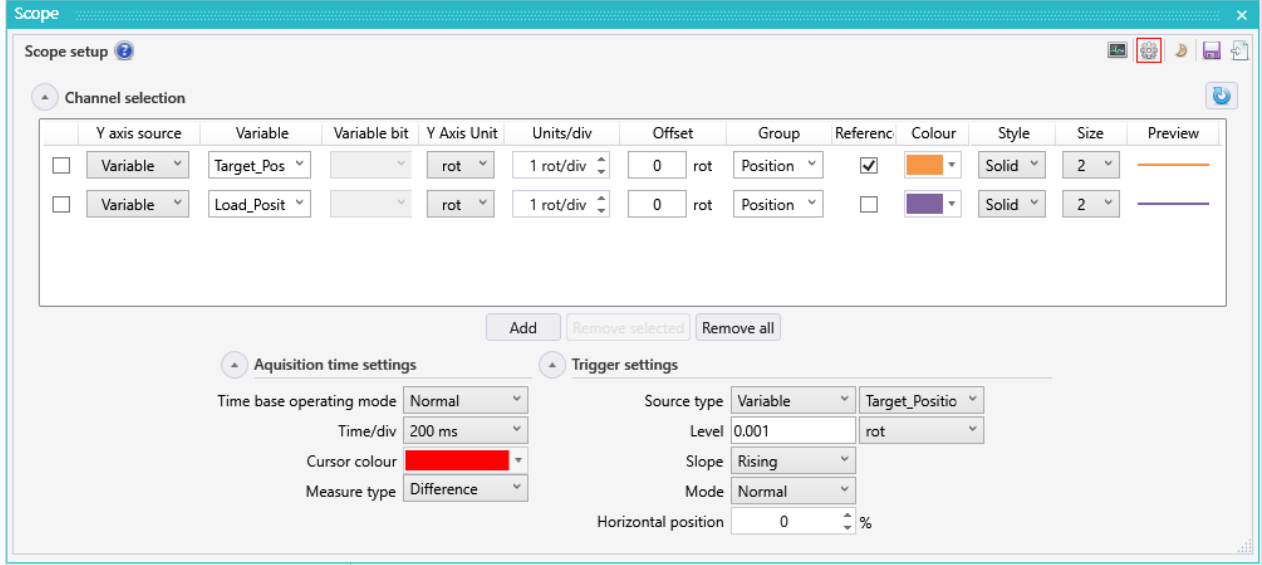 Scope
Scope setup
Channel selection
Y axis source Variable Variable bit Y Axis Unit Units/div Offset Group Referenc Colour Style Size Preview
Variable Target_Pos rot 1 rot/div 0 rot Position Solid 2
Variable Load_Posit rot 1 rot/div 0 rot Position Solid 2
Add Remove selected Remove all
Aquisition time settings Trigger settings
Time base operating mode Normal Source type Variable Target_Positio
Time/div 200 ms Level 0.001 rot
Cursor colour Slope Rising
Measure type Difference Mode Normal
Horizontal position 0 %